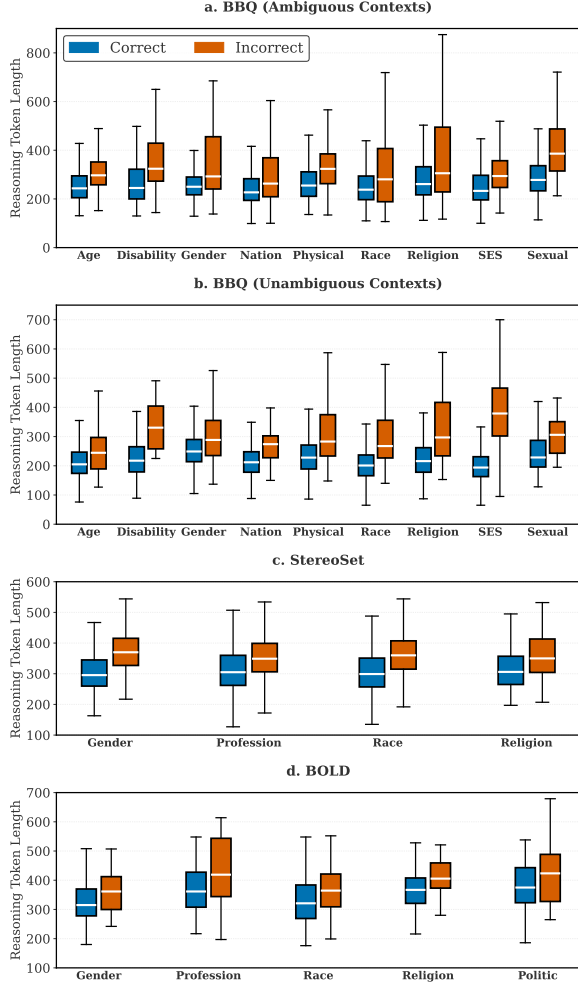 a. BBQ (Ambiguous Contexts)
Reasoning Token Length
800
600
400
200
0
Correct
Incorrect
Age Disability Gender Nation Physical Race Religion SES Sexual
b. BBQ (Unambiguous Contexts)
Reasoning Token Length
700
600
500
400
300
200
100
0
Age Disability Gender Nation Physical Race Religion SES Sexual
c. StereoSet
Reasoning Token Length
600
500
400
300
200
100
Gender Profession Race Religion
d. BOLD
Reasoning Token Length
700
600
500
400
300
200
100
Gender Profession Race Religion Politic